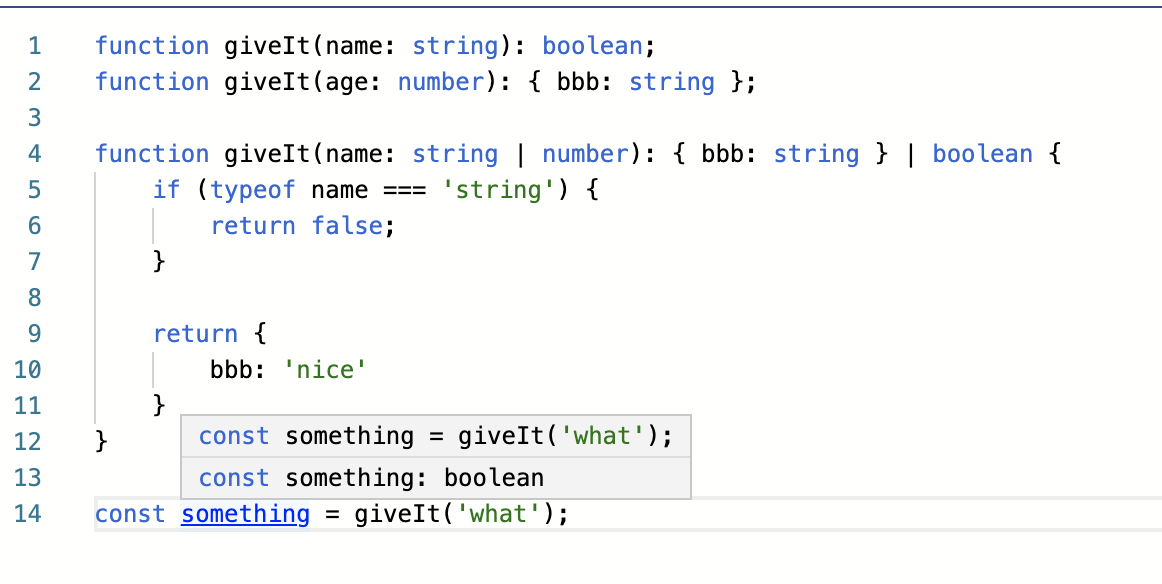 1 function giveIt(name: string): boolean;
2 function giveIt(age: number): { bbb: string };
3
4 function giveIt(name: string | number): { bbb: string } | boolean {
5 if (typeof name === 'string') {
6 return false;
7 }
8
9 return {
10 bbb: 'nice'
11 }
12 }
const something = giveIt('what');
13
const something: boolean
14 const something = giveIt('what');